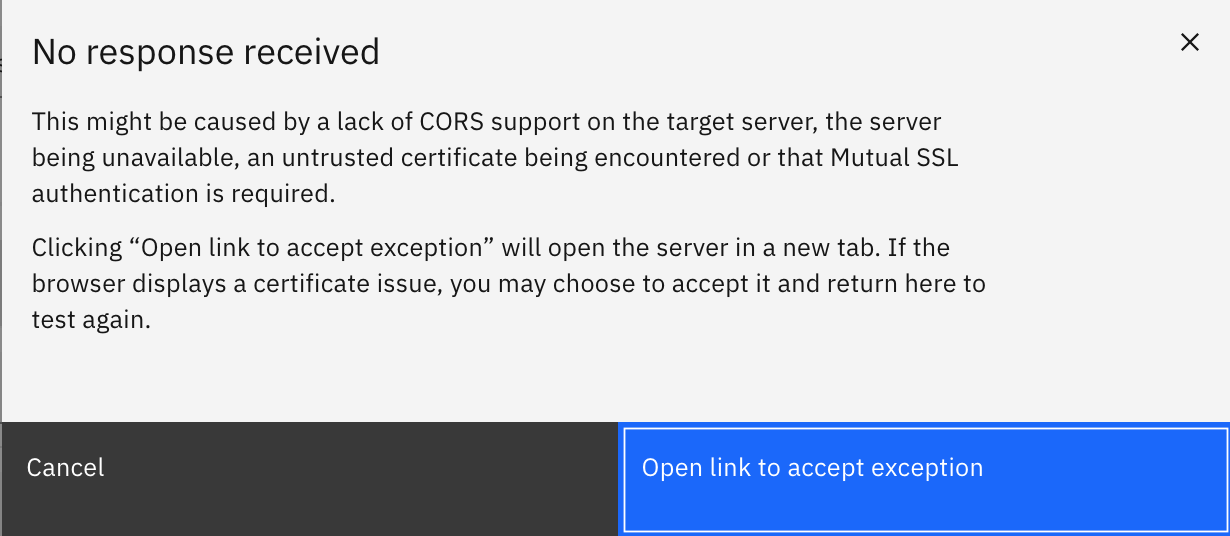 No response received
This might be caused by a lack of CORS support on the target server, the server
being unavailable, an untrusted certificate being encountered or that Mutual SSL
authentication is required.
Clicking “Open link to accept exception” will open the server in a new tab. If the
browser displays a certificate issue, you may choose to accept it and return here to
test again.
Cancel
Open link to accept exception